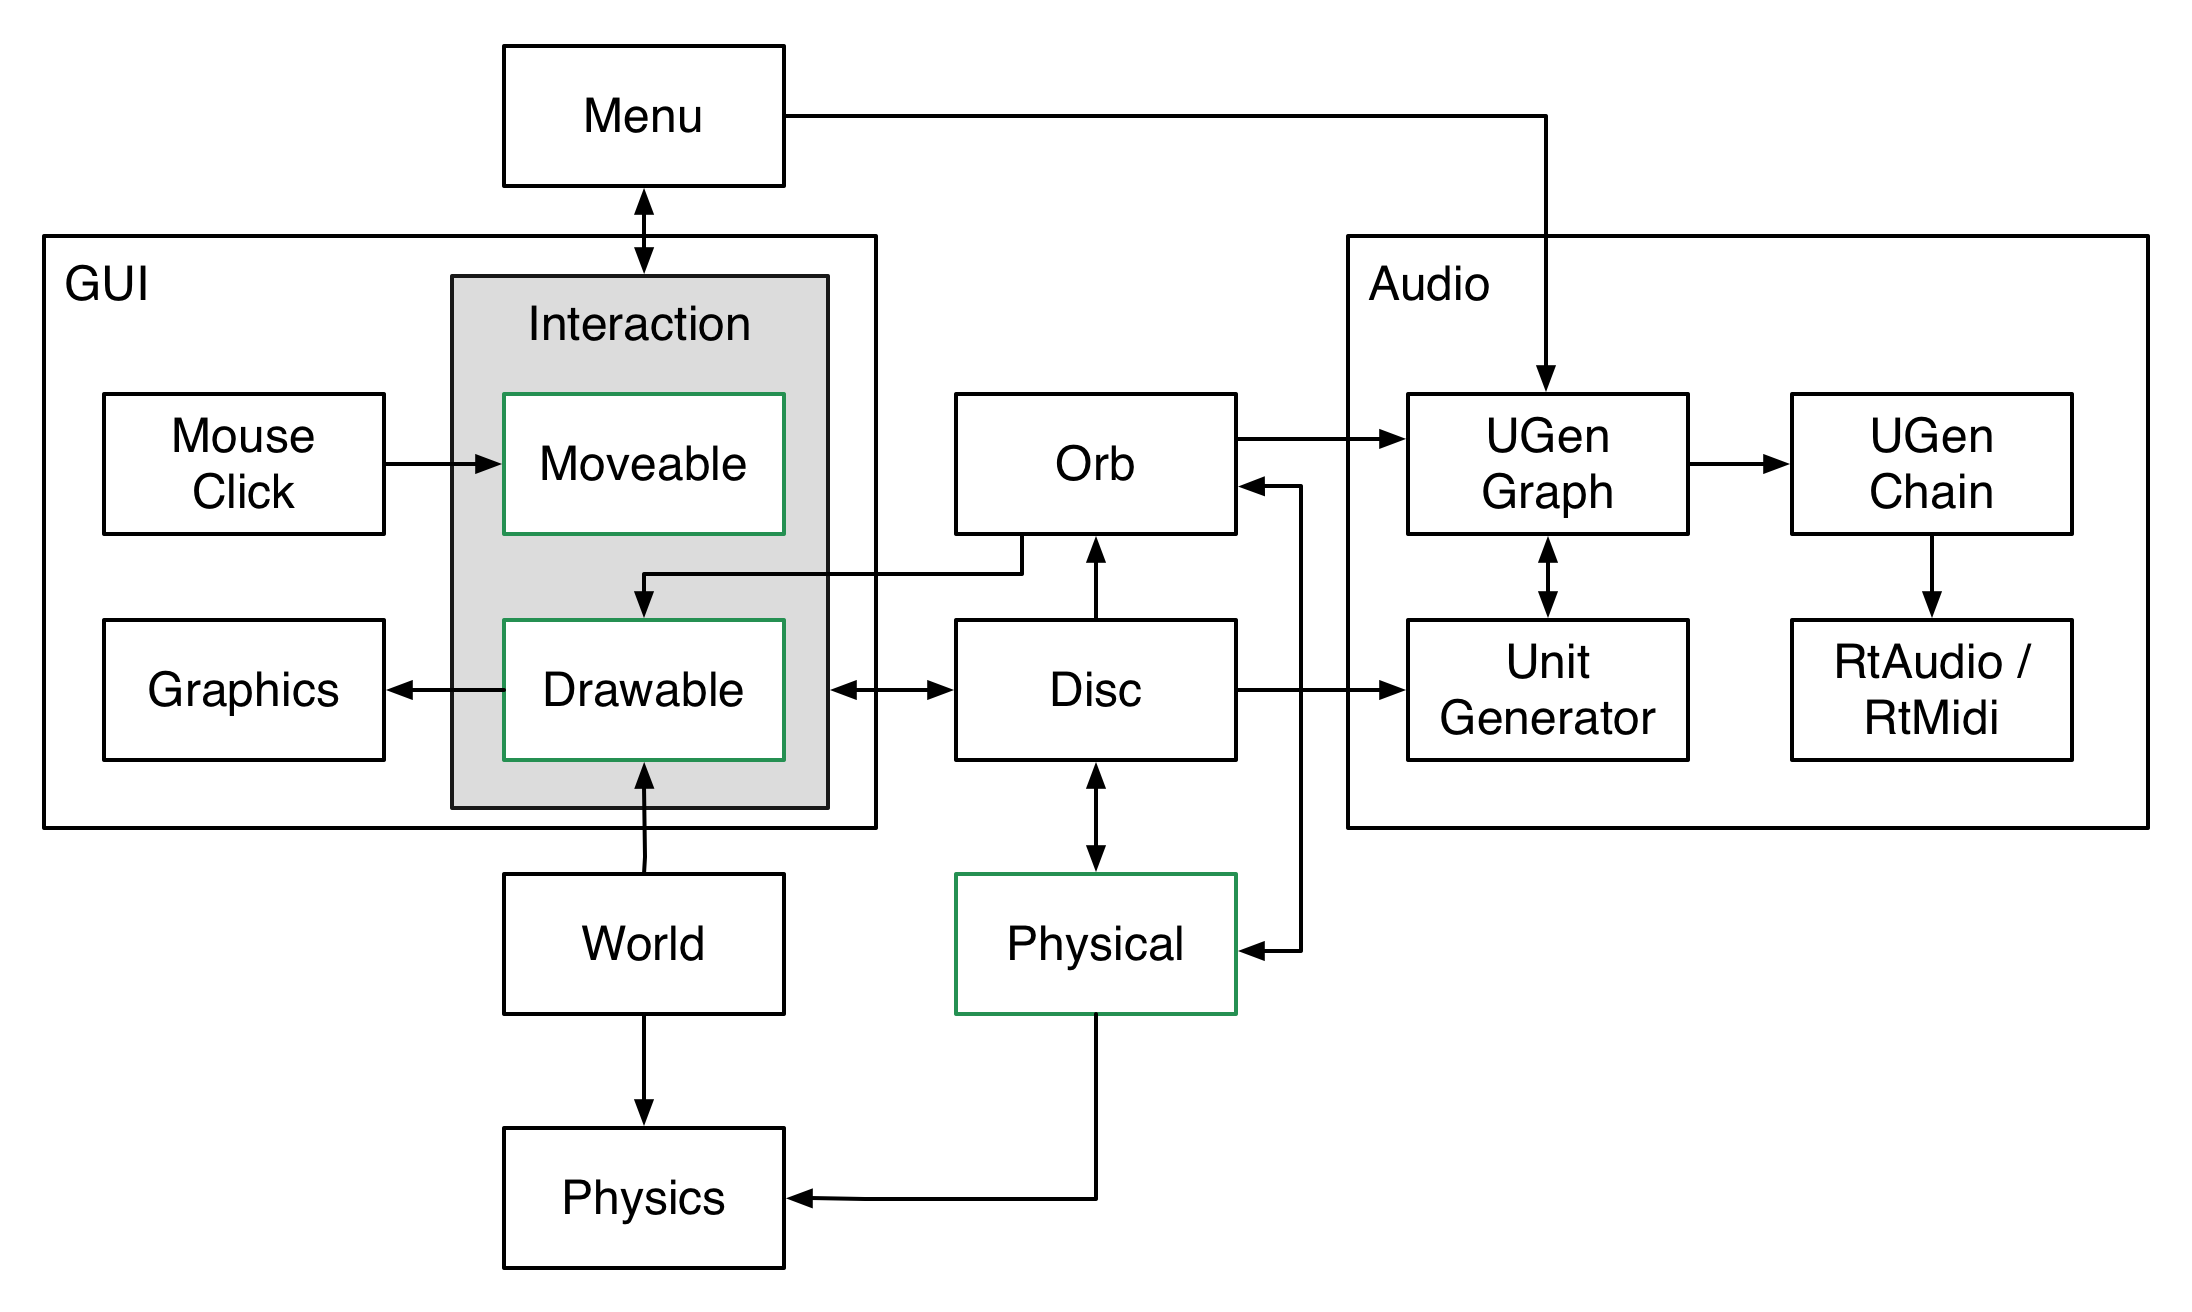 Menu
GUI
Interaction
Audio
Mouse
Click
Moveable
Orb
UGen
Graph
UGen
Chain
Graphics
Drawable
Disc
Unit
Generator
RtAudio /
RtMidi
World
Physical
Physics